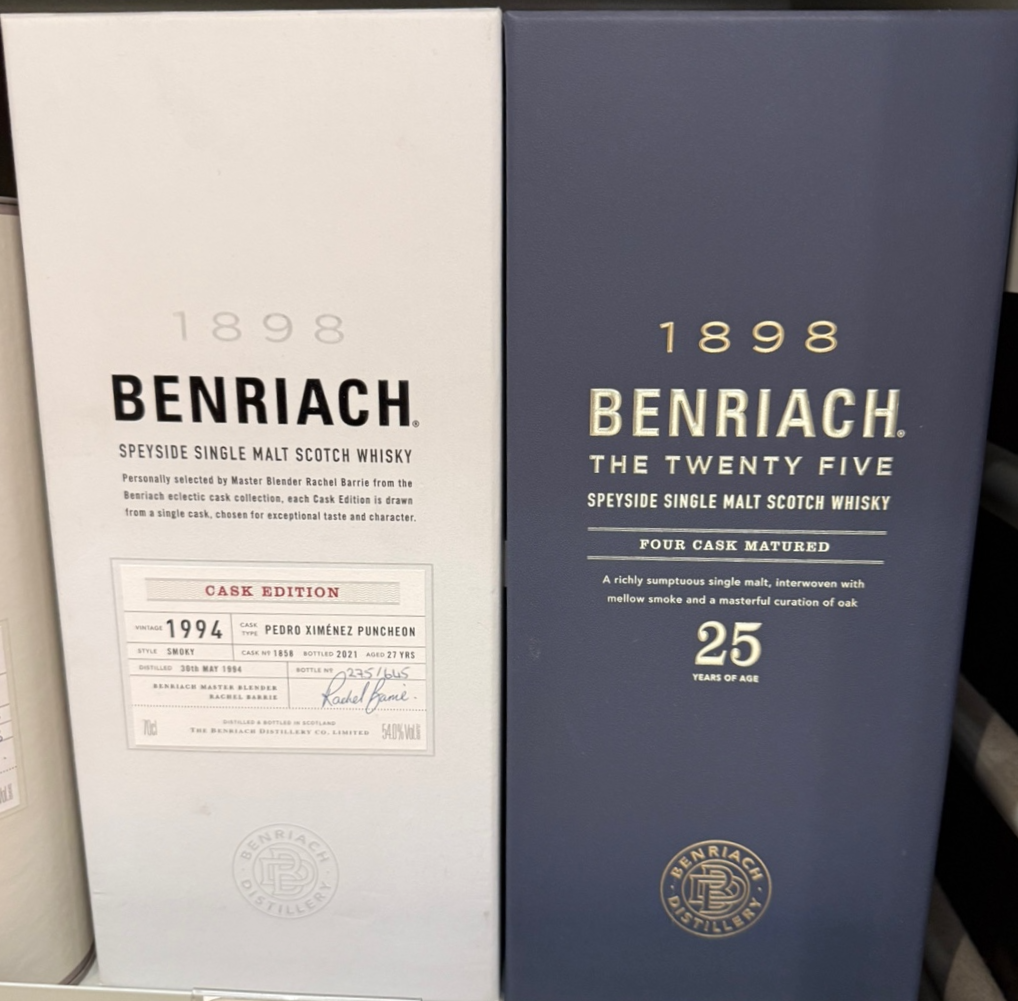 1898
BENRIACH®
SPEYSIDE SINGLE MALT SCOTCH WHISKY
Personally selected by Master Blender Rachel Barrie from the
Benriach eclectic cask collection, each Cask Edition is drawn
from a single cask, chosen for exceptional taste and character.
CASK EDITION
VINTAGE 1994 CASK TYPE PEDRO XIMÉNEZ PUNCHEON
STYLE SMOKY CASK Nº 1858 BOTTLED 2021 AGED 27 YRS
DISTILLED 30th MAY 1994 BOTTLE Nº 275/645
BENRIACH MASTER BLENDER
RACHEL BARRIE
Rachel Barrie.
DISTILLED & BOTTLED IN SCOTLAND
70cl THE BENRIACH DISTILLERY CO. LIMITED 54.0% Vol.
BENRIACH
DISTILLERY
1898
BENRIACH®
THE TWENTY FIVE
SPEYSIDE SINGLE MALT SCOTCH WHISKY
FOUR CASK MATURED
A richly sumptuous single malt, interwoven with
mellow smoke and a masterful curation of oak
25
YEARS OF AGE
BENRIACH
DISTILLERY